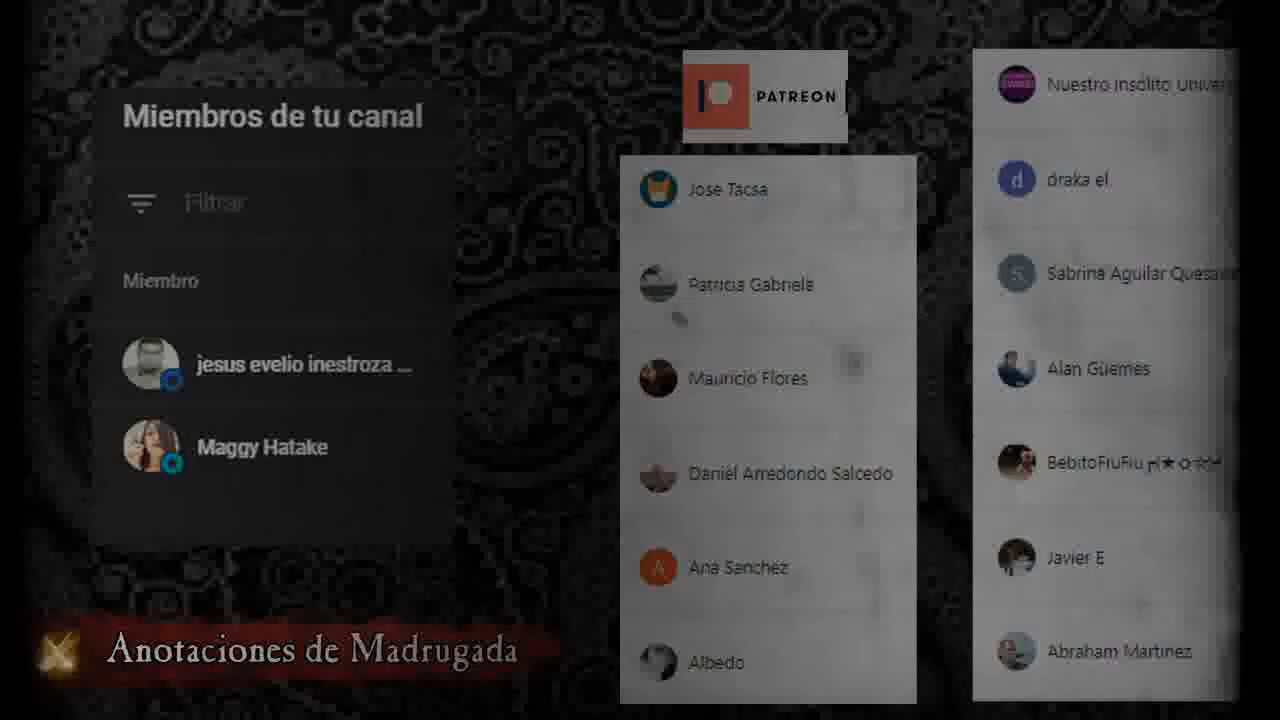 Miembros de tu canal
Filtrar
Miembro
jesus evelio inestroza ...
Maggy Hatake
Anotaciones de Madrugada
PATREON
Jose Tacsa
Patricia Gabriela
Mauricio Flores
Daniel Arredondo Salcedo
A Ana Sanchez
Albedo
Nuestro Insólito
d draka el
S Sabrina Aguilar
Alan Güemes
BebitoFiuFiu
Javier E
Abraham Martinez